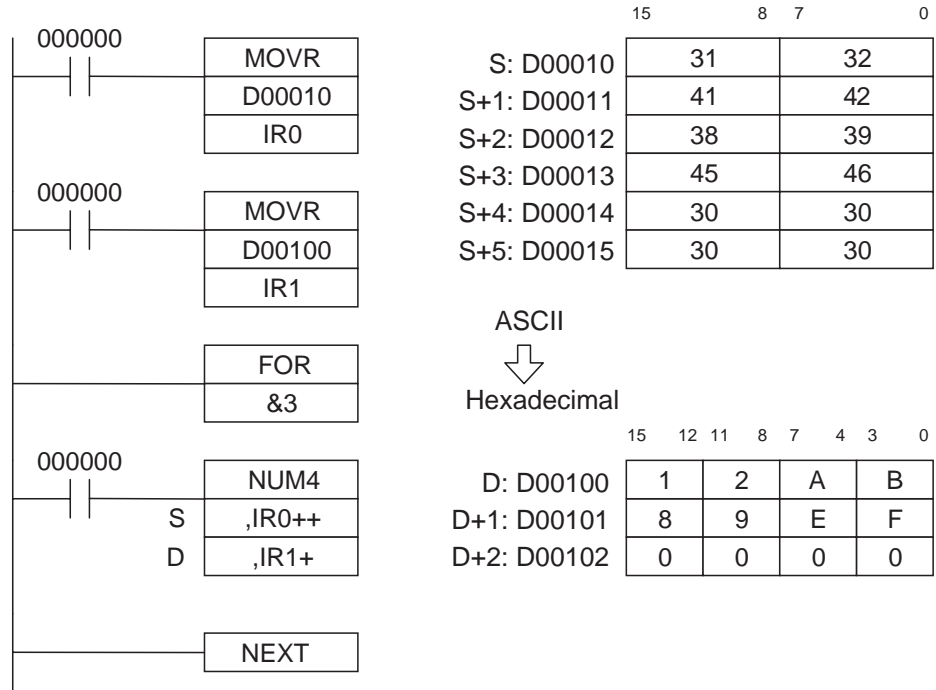 000000
MOVR
D00010
IR0
000000
MOVR
D00100
IR1
FOR
&3
000000
NUM4
S ,IR0++
D ,IR1+
NEXT
15 8 7 0
S: D00010 31 32
S+1: D00011 41 42
S+2: D00012 38 39
S+3: D00013 45 46
S+4: D00014 30 30
S+5: D00015 30 30
ASCII
Hexadecimal
15 12 11 8 7 4 3 0
D: D00100 1 2 A B
D+1: D00101 8 9 E F
D+2: D00102 0 0 0 0